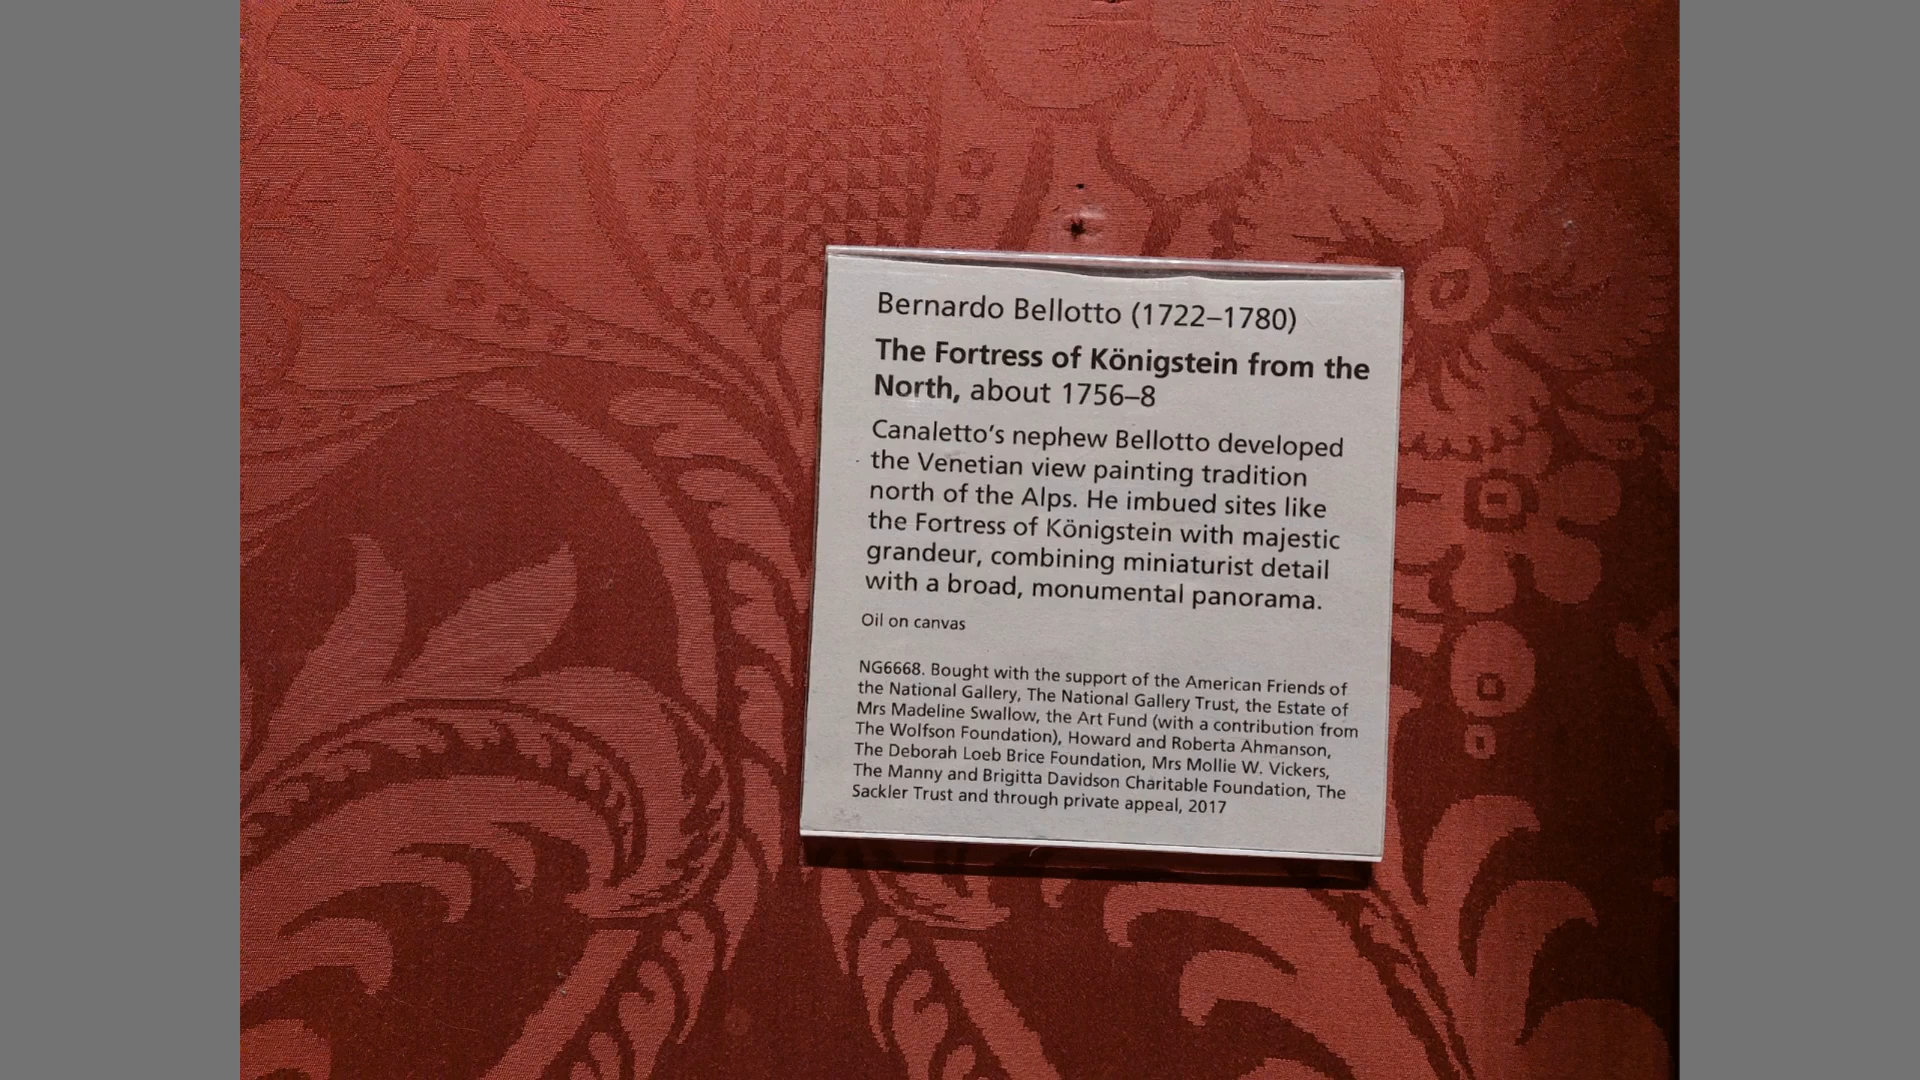 Bernardo Bellotto (1722–1780)
The Fortress of Königstein from the
North, about 1756–8
Canaletto's nephew Bellotto developed
the Venetian view painting tradition
north of the Alps. He imbued sites like
the Fortress of Königstein with majestic
grandeur, combining miniaturist detail
with a broad, monumental panorama.
Oil on canvas
NG6668. Bought with the support of the American Friends of
the National Gallery, The National Gallery Trust, the Estate of
Mrs Madeline Swallow, the Art Fund (with a contribution from
The Wolfson Foundation), Howard and Roberta Ahmanson,
The Deborah Loeb Brice Foundation, Mrs Mollie W. Vickers,
The Manny and Brigitta Davidson Charitable Foundation, The
Sackler Trust and through private appeal, 2017